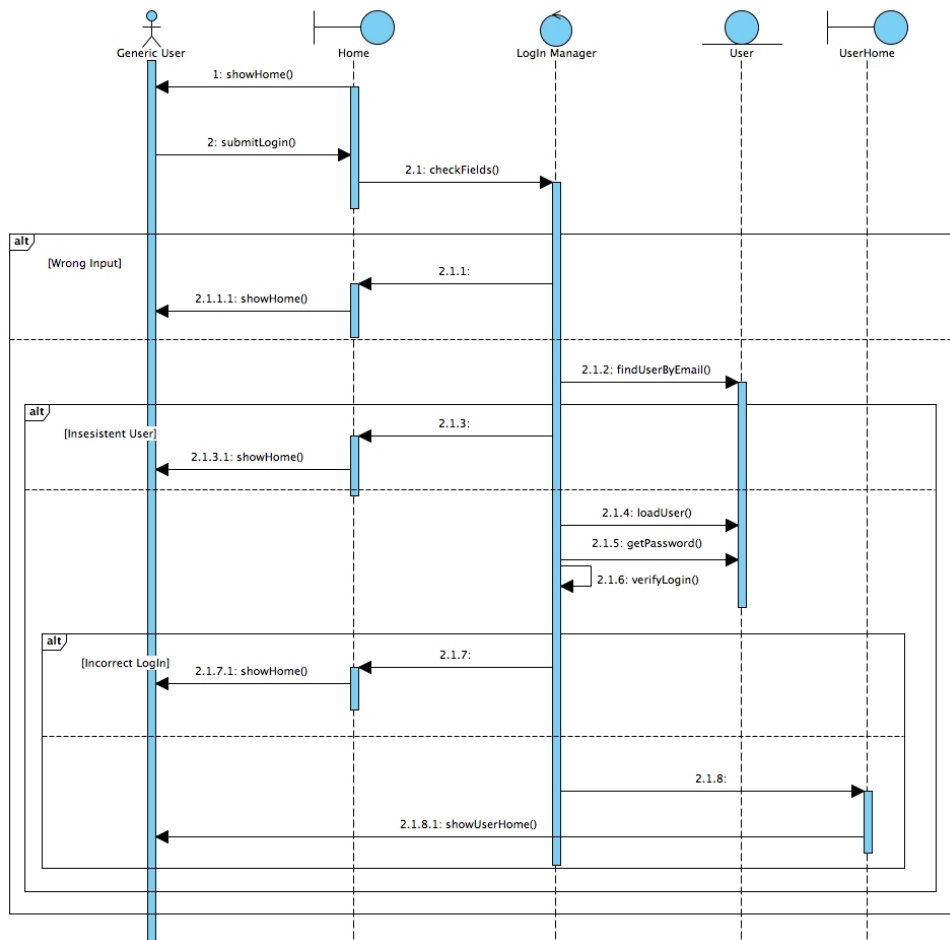 Generic User
Home
LogIn Manager
User
UserHome
1: showHome()
2: submitLogin()
2.1: checkFields()
alt
[Wrong Input]
2.1.1:
2.1.1.1: showHome()
2.1.2: findUserByEmail()
alt
[Insesistent User]
2.1.3:
2.1.3.1: showHome()
2.1.4: loadUser()
2.1.5: getPassword()
2.1.6: verifyLogin()
alt
[Incorrect LogIn]
2.1.7:
2.1.7.1: showHome()
2.1.8:
2.1.8.1: showUserHome()